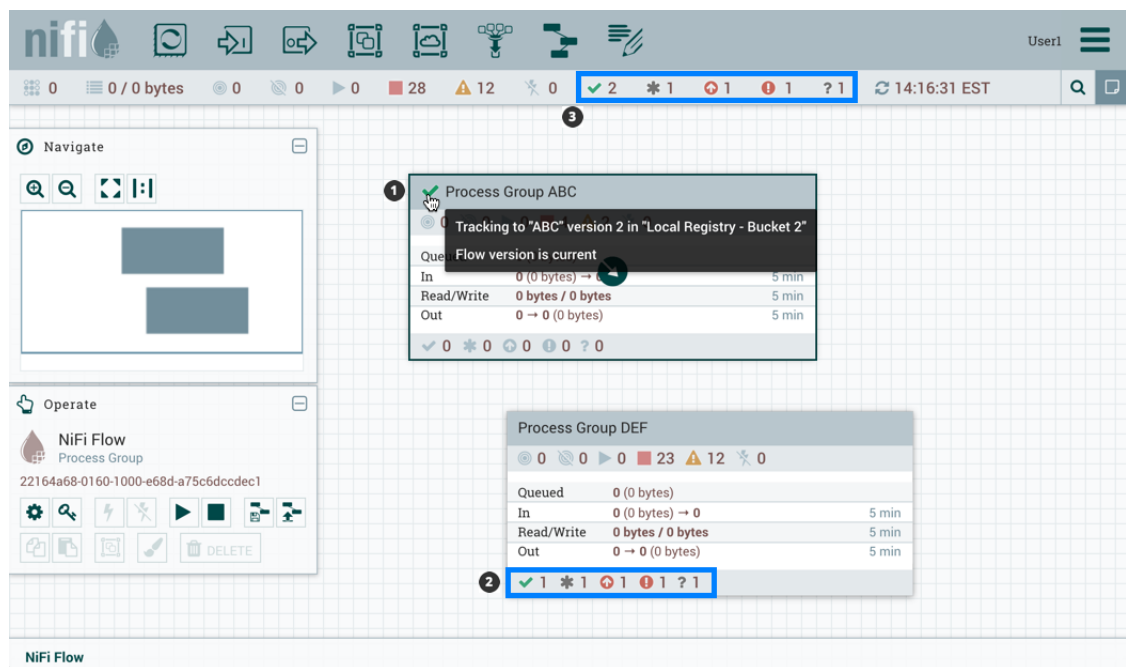 nifi
User1
0 0 / 0 bytes 0 0 0 28 12 0 2 1 1 1 ? 1 14:16:31 EST
3
Navigate
1 Process Group ABC
Tracking to "ABC" version 2 in "Local Registry - Bucket 2"
Flow version is current
In 0 (0 bytes) → 5 min
Read/Write 0 bytes / 0 bytes 5 min
Out 0 → 0 (0 bytes) 5 min
0 0 0 0 ? 0
Operate
NiFi Flow
Process Group
22164a68-0160-1000-e68d-a75c6dccdec1
DELETE
Process Group DEF
0 0 0 23 12 0
Queued 0 (0 bytes)
In 0 (0 bytes) → 0 5 min
Read/Write 0 bytes / 0 bytes 5 min
Out 0 → 0 (0 bytes) 5 min
2 1 1 1 1 ? 1
NiFi Flow